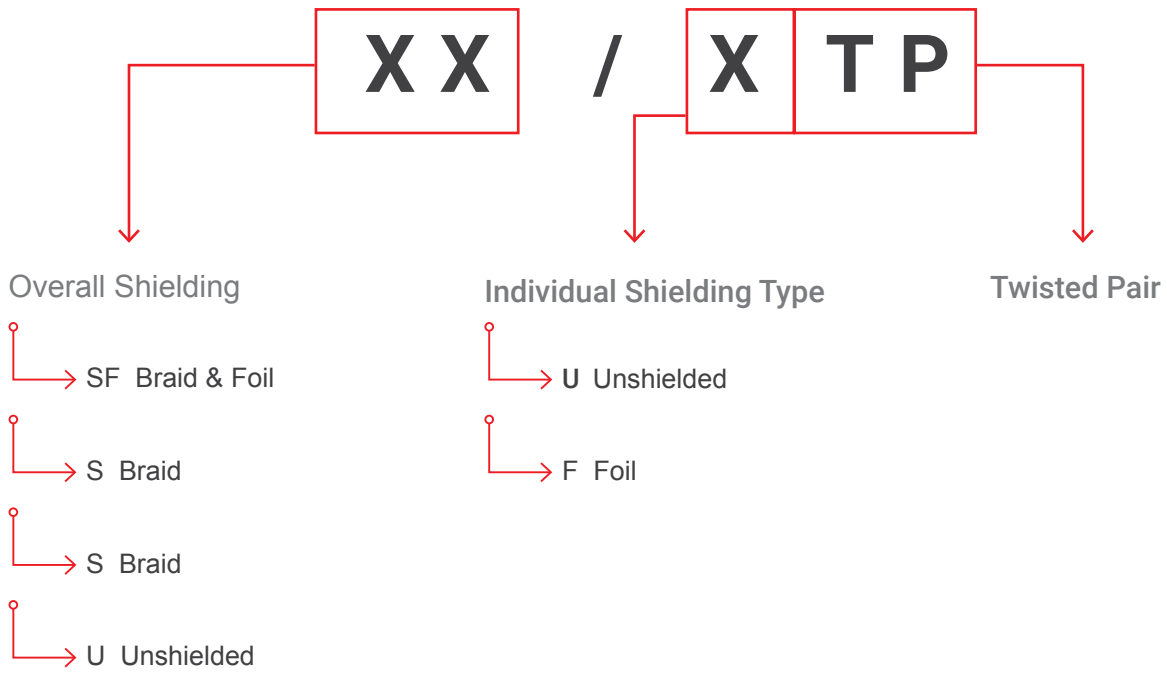 XX / X TP
Overall Shielding
SF Braid & Foil
S Braid
S Braid
U Unshielded
Individual Shielding Type
U Unshielded
F Foil
Twisted Pair